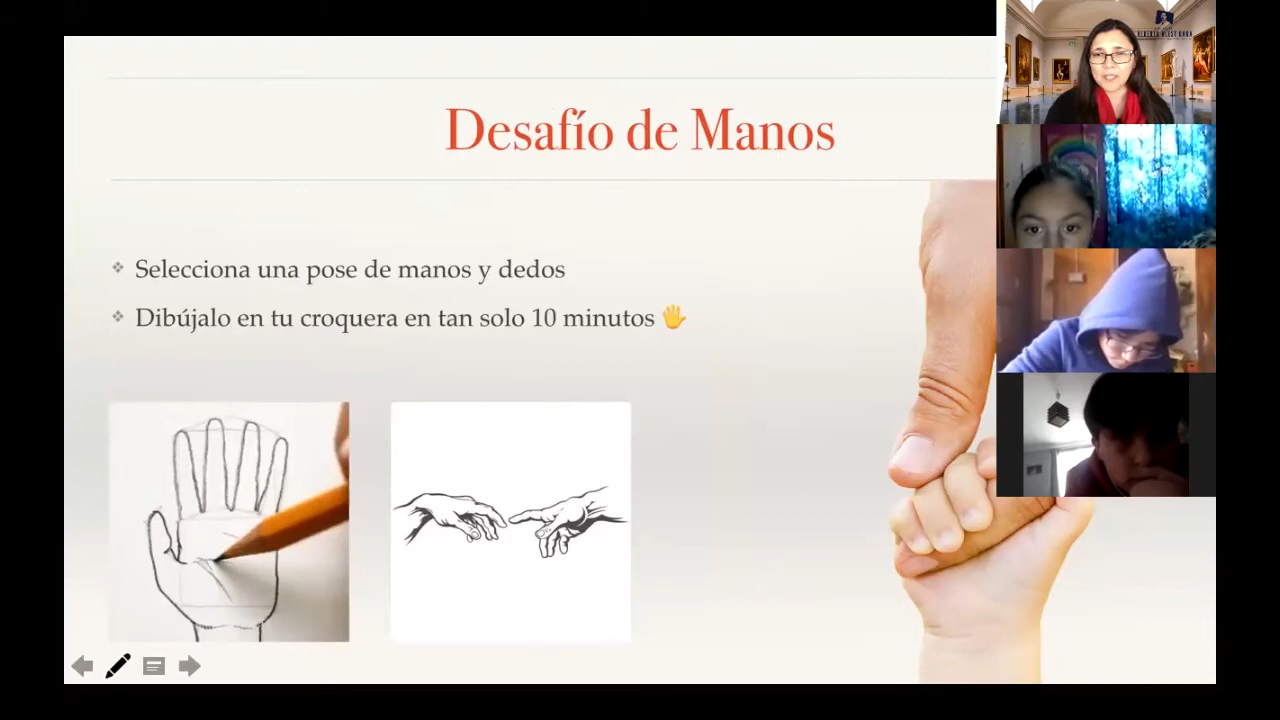 Desafío de Manos
Selecciona una pose de manos y dedos
Dibújalo en tu croquera en tan solo 10 minutos 🖐